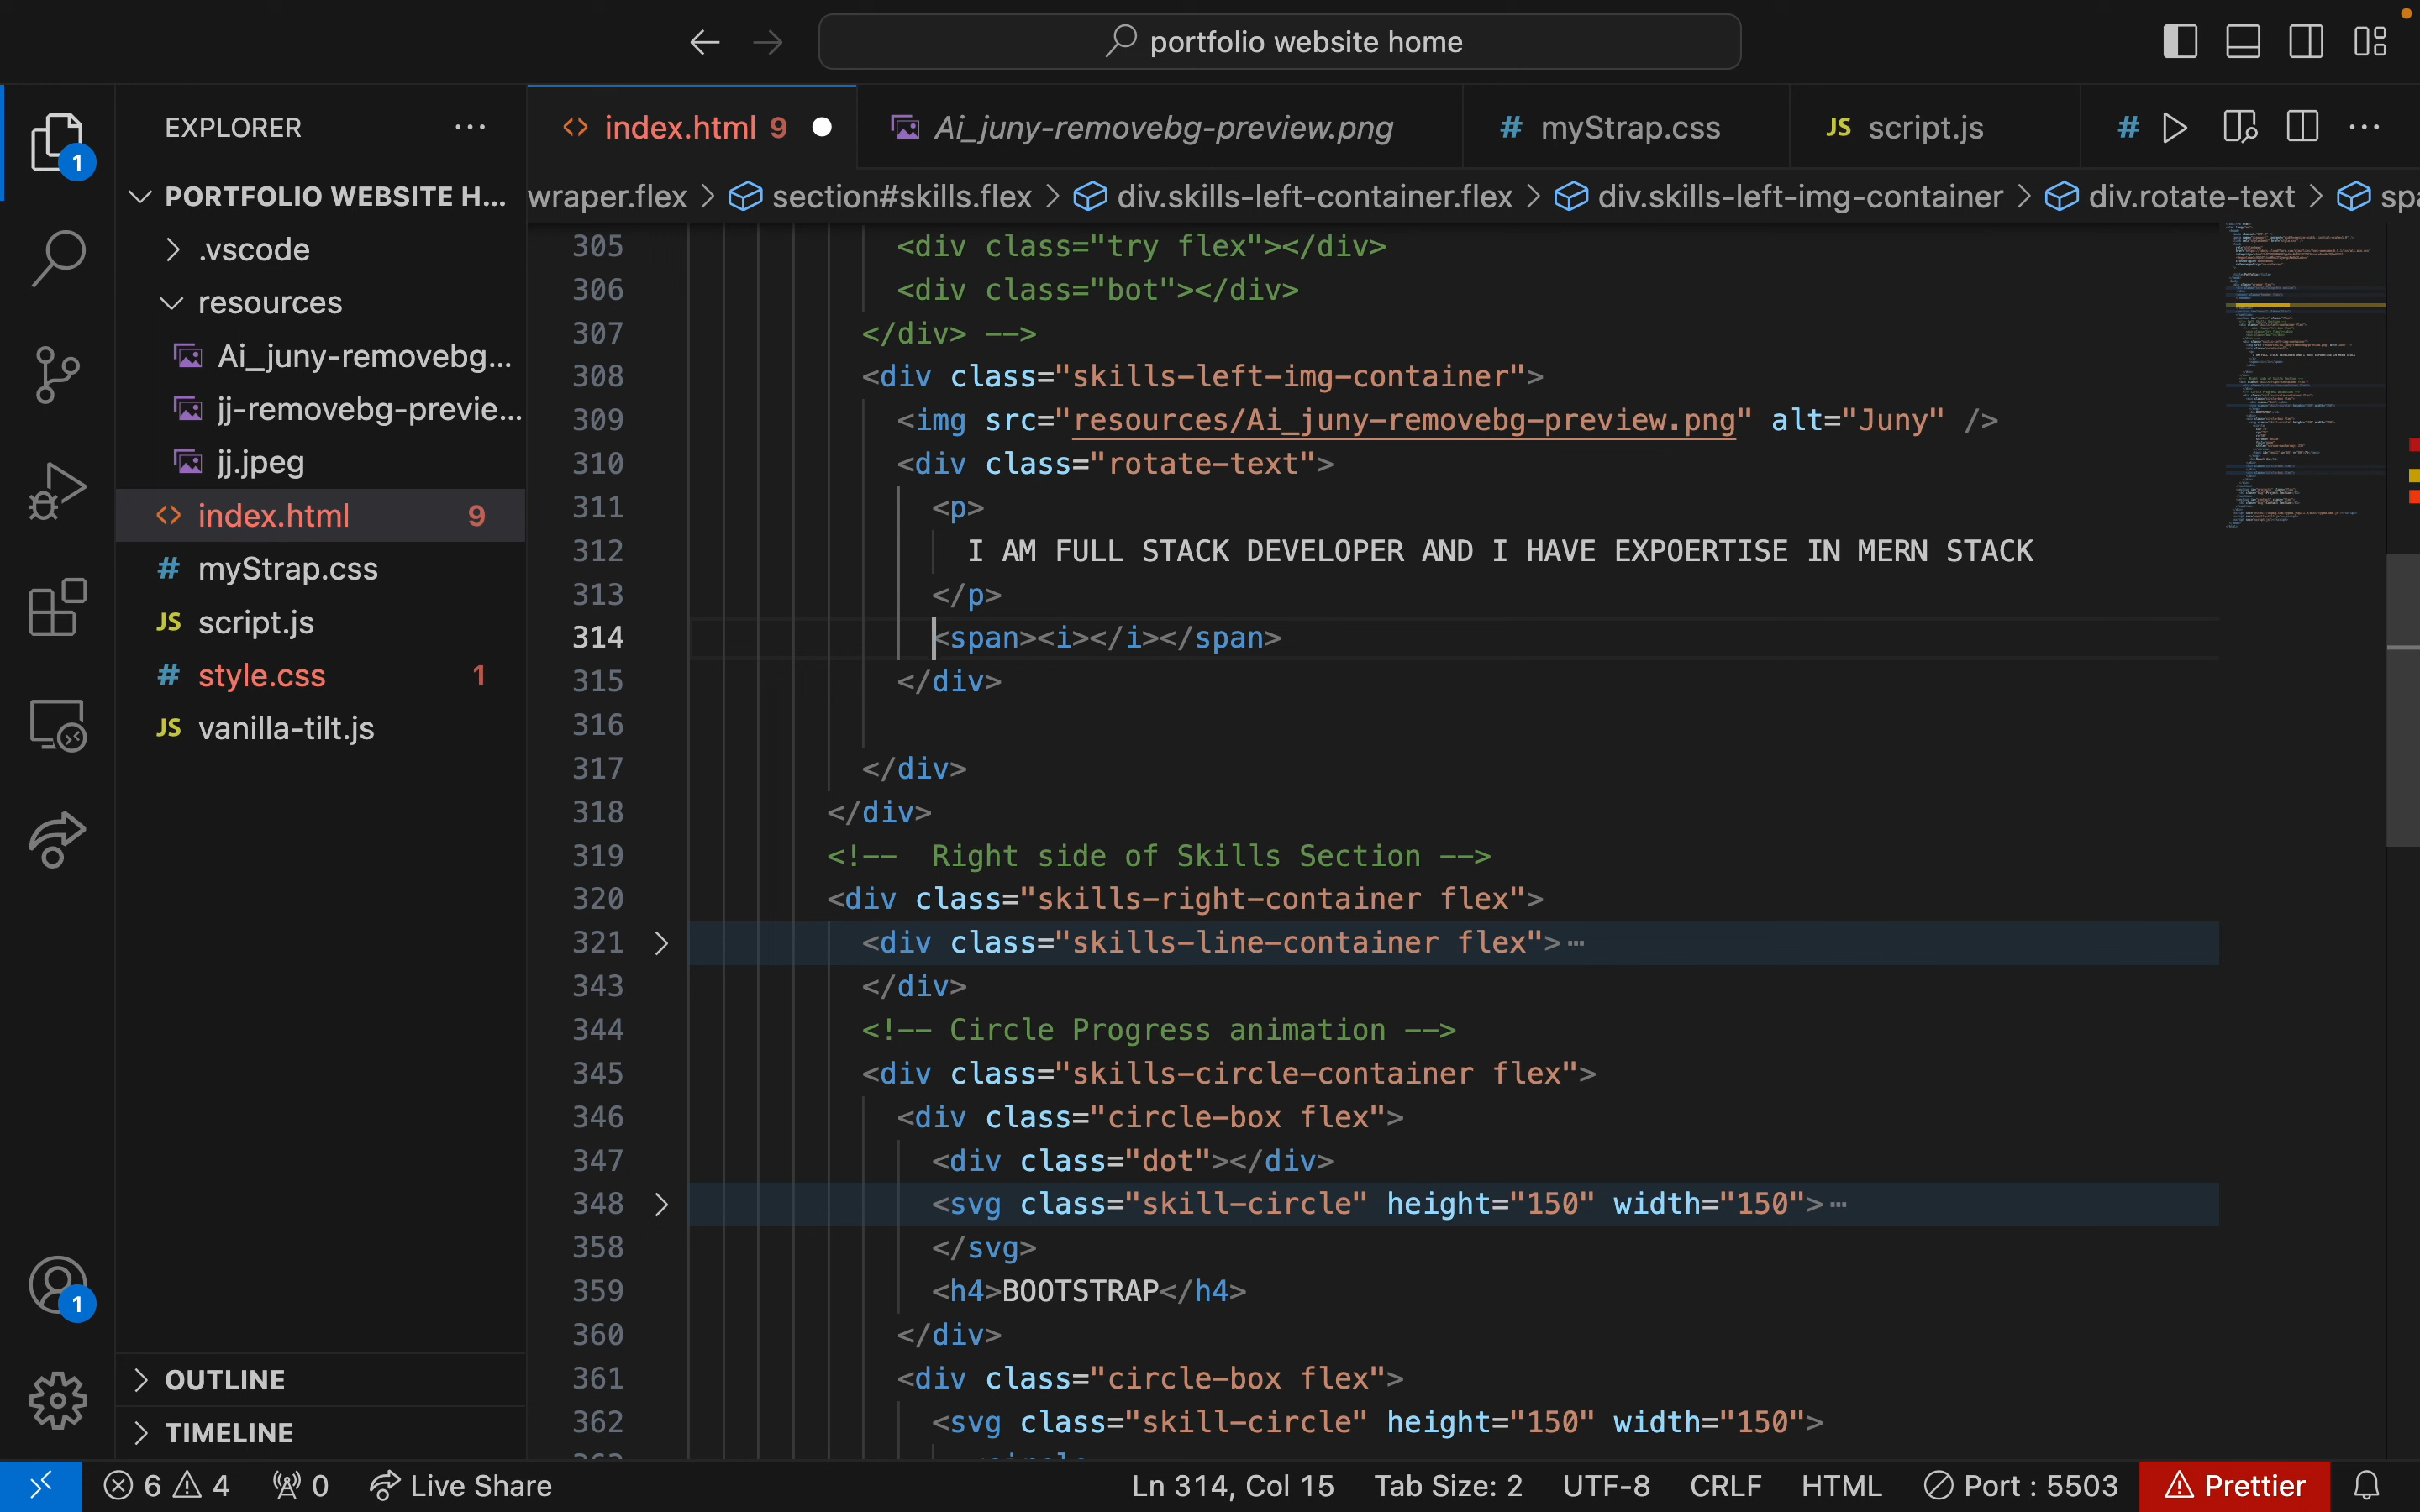 portfolio website home
EXPLORER
index.html 9
Ai_juny-removebg-preview.png
# myStrap.css
JS script.js
#
1
PORTFOLIO WEBSITE H...
wraper.flex > section#skills.flex > div.skills-left-container.flex > div.skills-left-img-container > div.rotate-text > spa
.vscode
resources
Ai_juny-removebg...
jj-removebg-previe...
jj.jpeg
<> index.html 9
# myStrap.css
JS script.js
# style.css 1
JS vanilla-tilt.js
305 <div class="try flex"></div>
306 <div class="bot"></div>
307 </div> -->
308 <div class="skills-left-img-container">
309 <img src="resources/Ai_juny-removebg-preview.png" alt="Juny" />
310 <div class="rotate-text">
311 <p>
312 I AM FULL STACK DEVELOPER AND I HAVE EXPOERTISE IN MERN STACK
313 </p>
314 <span><i></i></span>
315 </div>
316
317 </div>
318 </div>
319 <!--  Right side of Skills Section -->
320 <div class="skills-right-container flex">
321 <div class="skills-line-container flex">…
343 </div>
344 <!-- Circle Progress animation -->
345 <div class="skills-circle-container flex">
346 <div class="circle-box flex">
347 <div class="dot"></div>
348 <svg class="skill-circle" height="150" width="150">…
358 </svg>
359 <h4>BOOTSTRAP</h4>
360 </div>
361 <div class="circle-box flex">
362 <svg class="skill-circle" height="150" width="150">
1
OUTLINE
TIMELINE
6 4 0 Live Share
Ln 314, Col 15 Tab Size: 2 UTF-8 CRLF HTML Port : 5503 Prettier